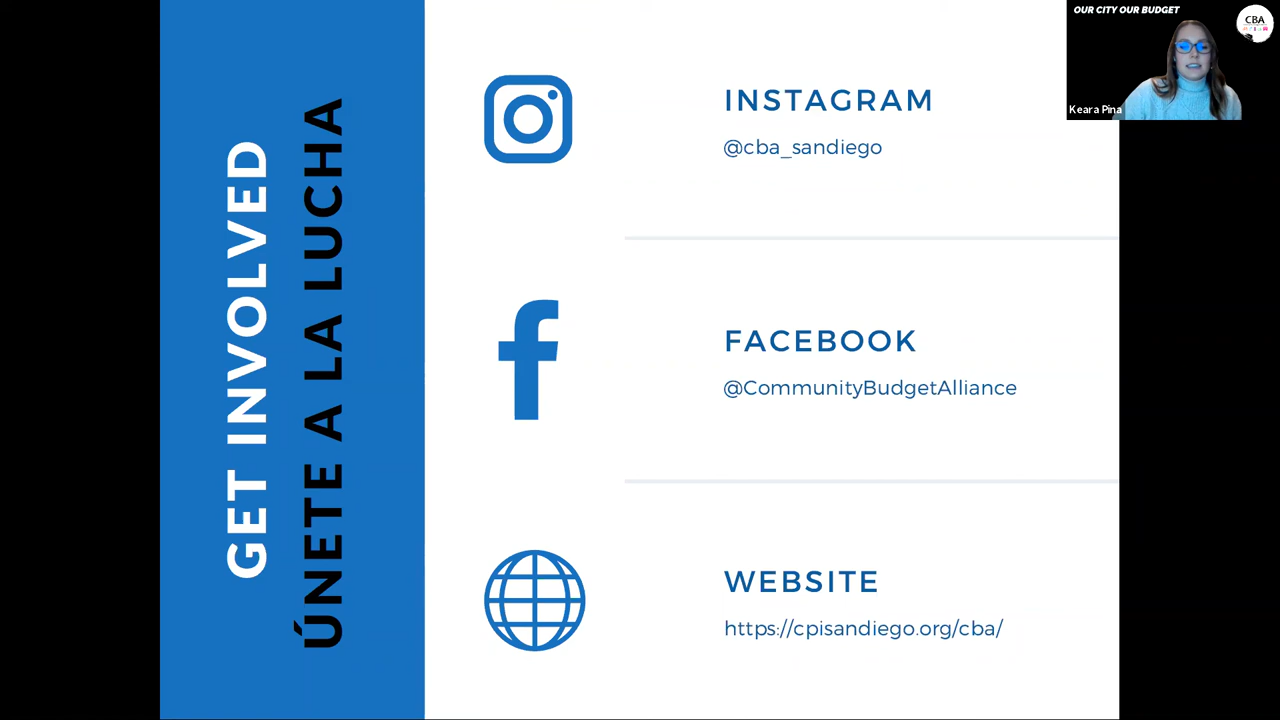 GET INVOLVED
ÚNETE A LA LUCHA
INSTAGRAM
@cba_sandiego
FACEBOOK
@CommunityBudgetAlliance
WEBSITE
https://cpisandiego.org/cba/
OUR CITY OUR BUDGET
CBA
Keara Pina